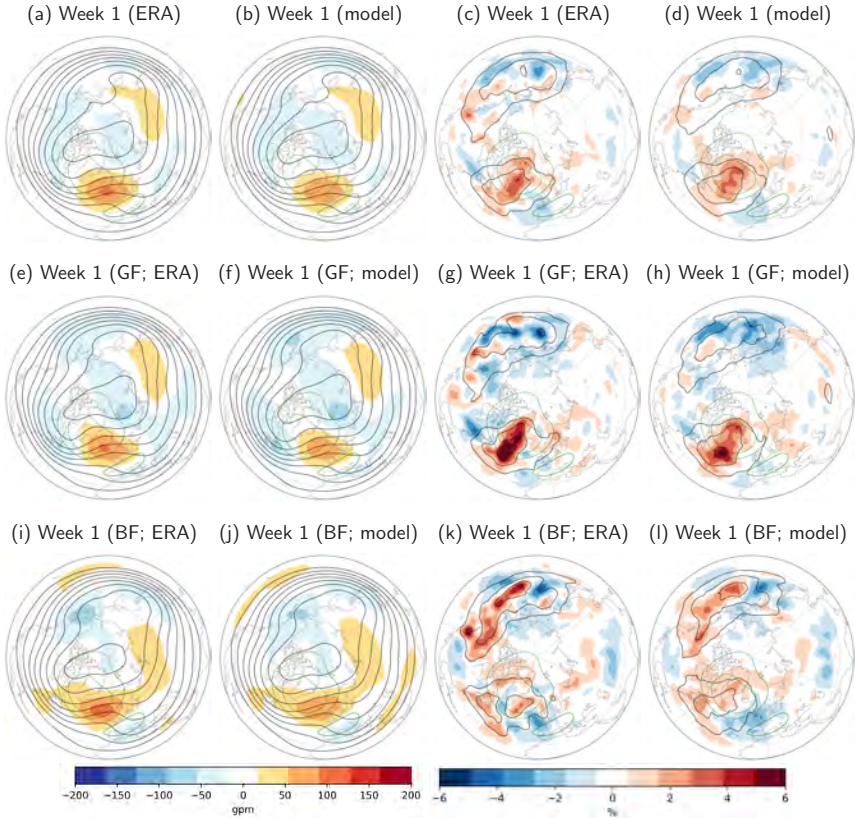 (a) Week 1 (ERA) (b) Week 1 (model) (c) Week 1 (ERA) (d) Week 1 (model)
(e) Week 1 (GF; ERA) (f) Week 1 (GF; model) (g) Week 1 (GF; ERA) (h) Week 1 (GF; model)
(i) Week 1 (BF; ERA) (j) Week 1 (BF; model) (k) Week 1 (BF; ERA) (l) Week 1 (BF; model)
−200 −150 −100 −50 0 50 100 150 200 −6 −4 −2 0 2 4 6
gpm %